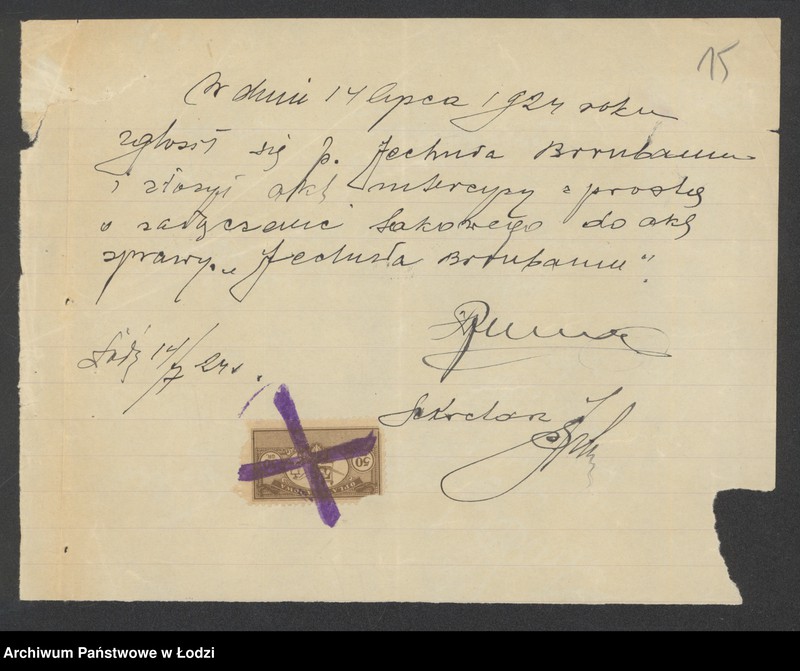 15
W dniu 14 lipca 1924 roku
zgłosił się p. Jechuda Bornbaum
i złożył akt intercyzy z prośbą
o załączenie takowego do akt
sprawy „Jechuda Bornbaum”.
Łódź 14/7 24 r.
Sekretarz
50
Archiwum Państwowe w Łodzi